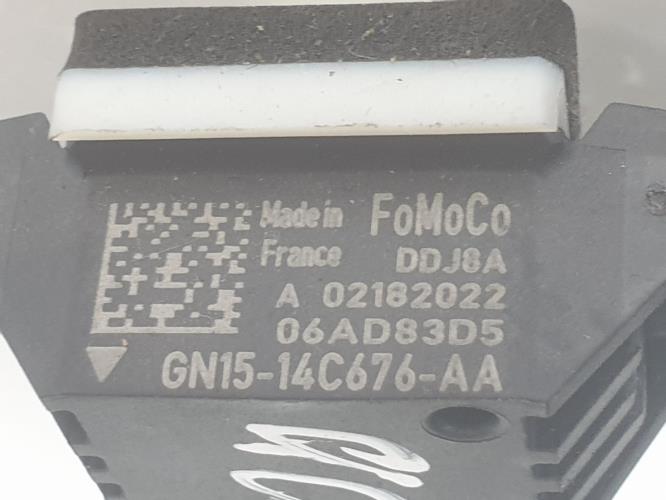 Made in FoMoCo
France DDJ8A
A 02182022
06AD83D5
GN15-14C676-AA